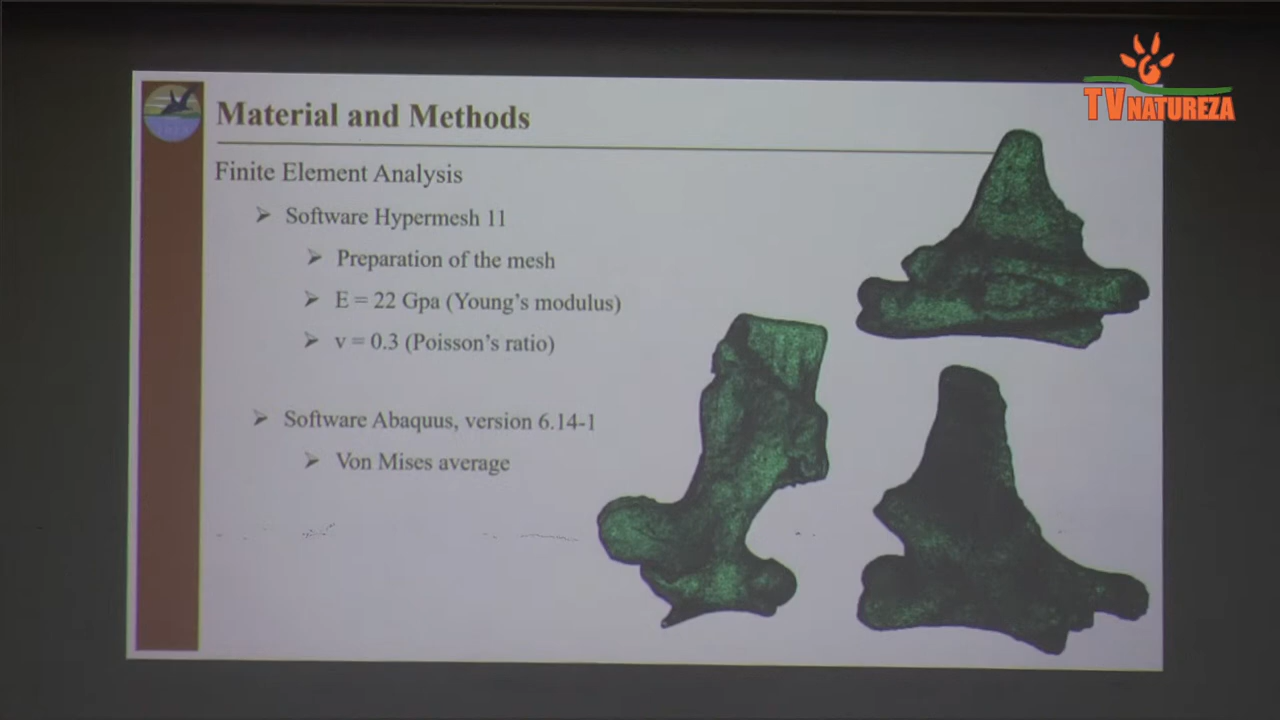 TV NATUREZA
Material and Methods
Finite Element Analysis
Software Hypermesh 11
Preparation of the mesh
E = 22 Gpa (Young's modulus)
v = 0.3 (Poisson's ratio)
Software Abaquus, version 6.14-1
Von Mises average